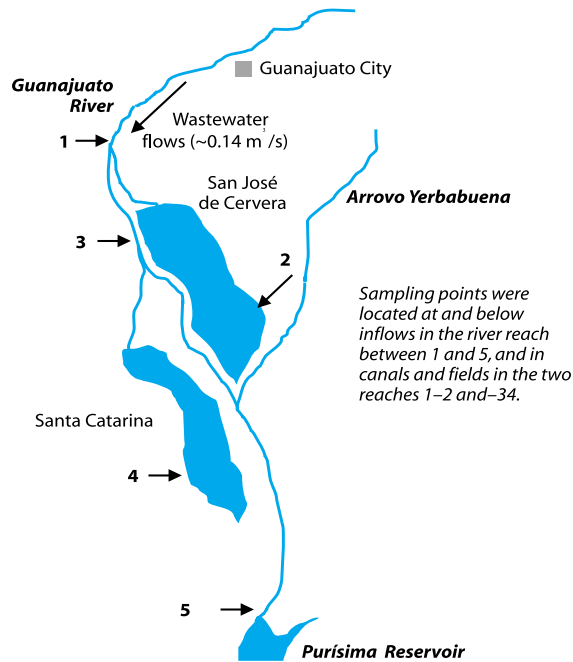 Guanajuato City
Guanajuato
River
1
Wastewater
flows (~0.14 m³/s)
San José
de Cervera
Arrovo Yerbabuena
3
2
Sampling points were
located at and below
inflows in the river reach
between 1 and 5, and in
canals and fields in the two
reaches 1–2 and–34.
Santa Catarina
4
5
Purísima Reservoir